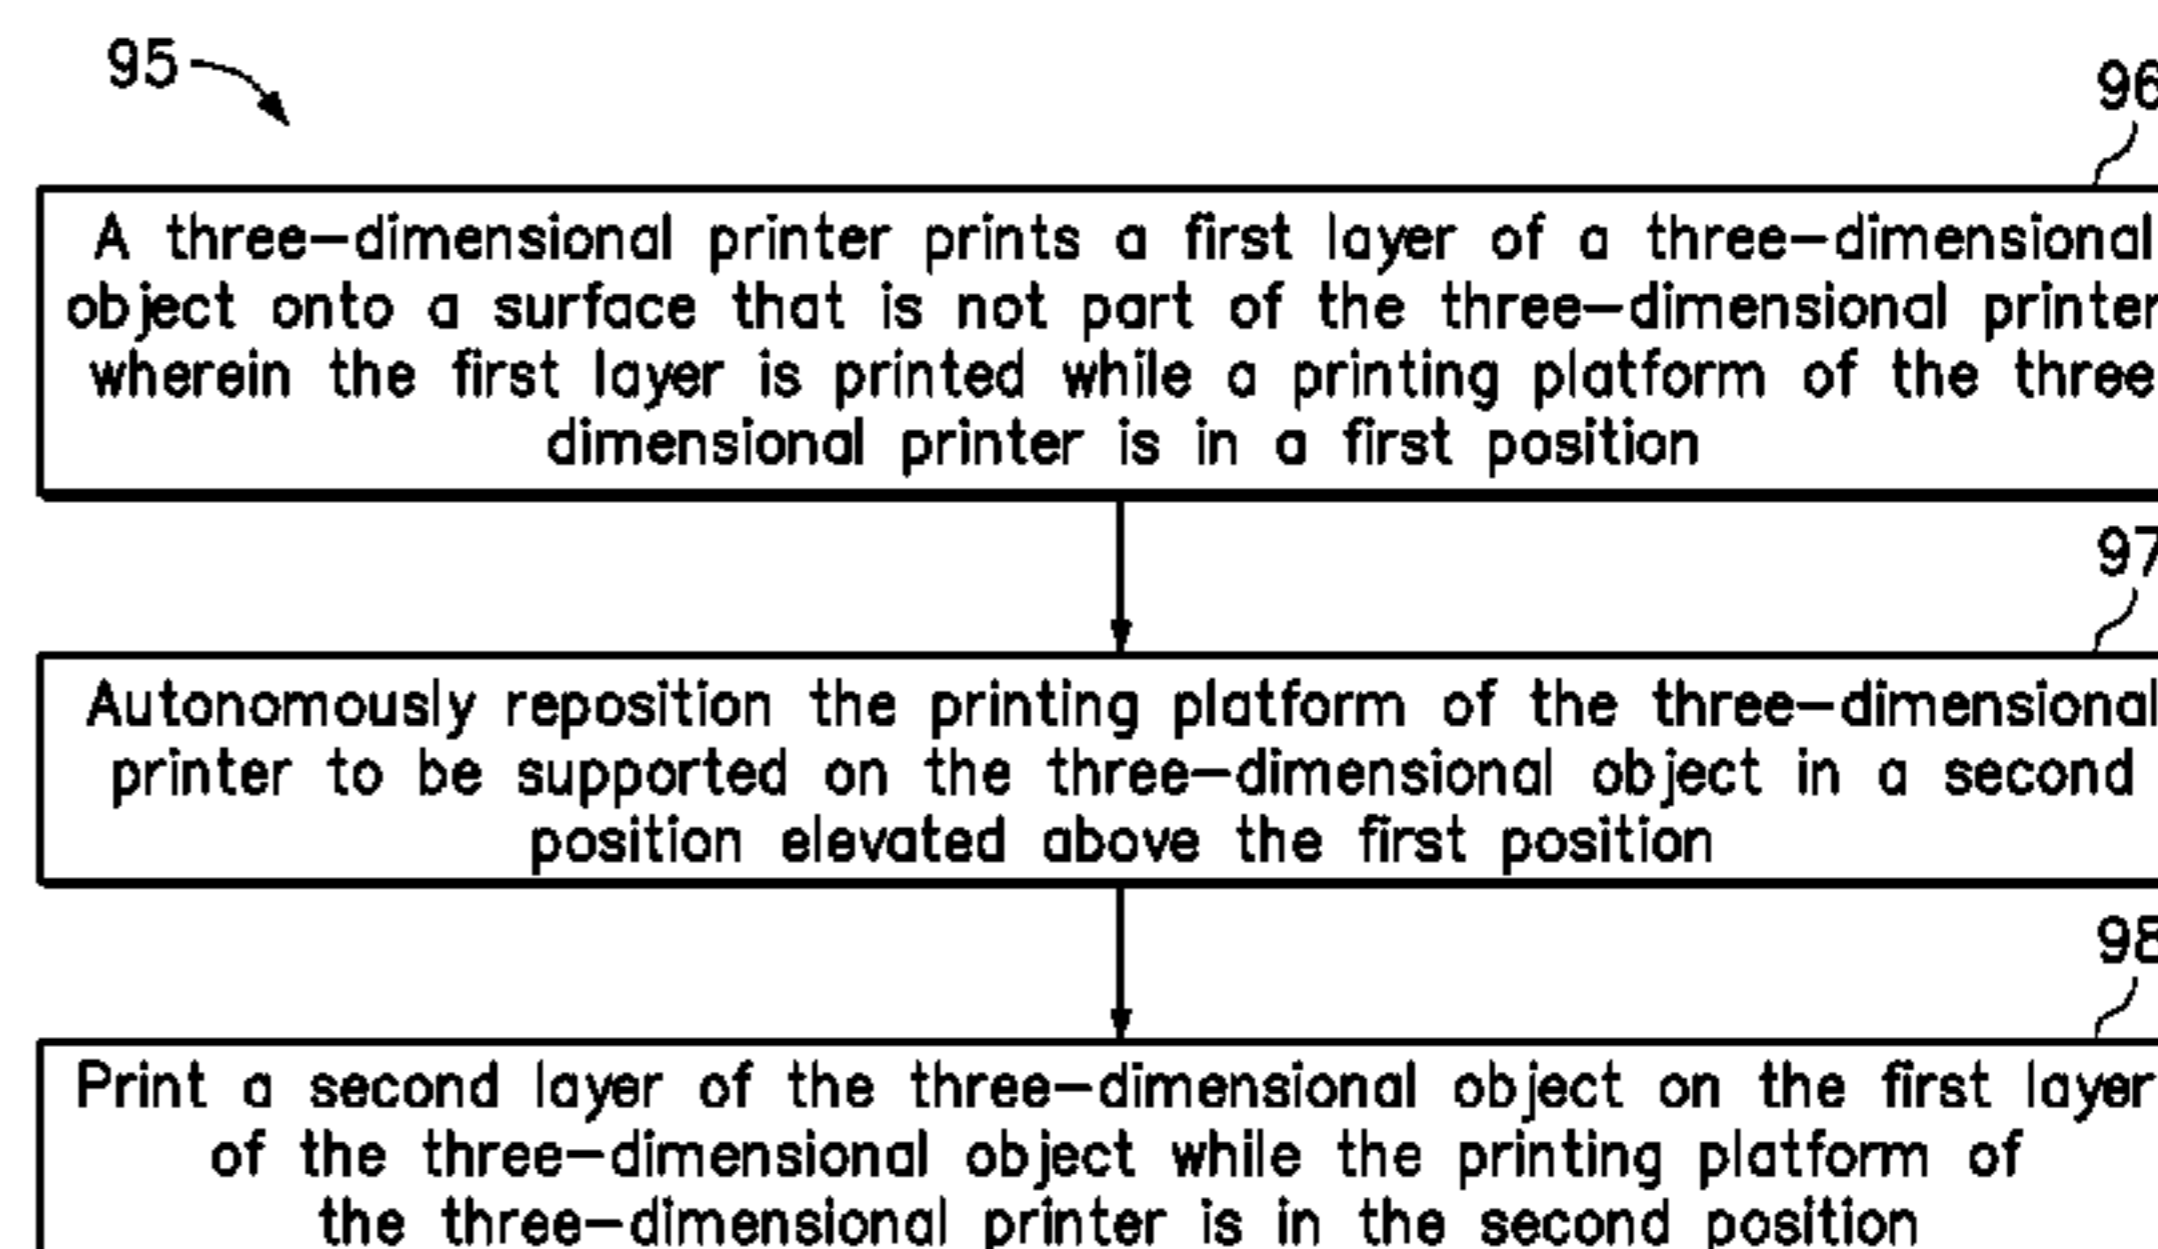 95
96
A three-dimensional printer prints a first layer of a three-dimensional
object onto a surface that is not part of the three-dimensional printer
wherein the first layer is printed while a printing platform of the three
dimensional printer is in a first position
97
Autonomously reposition the printing platform of the three-dimensional
printer to be supported on the three-dimensional object in a second
position elevated above the first position
98
Print a second layer of the three-dimensional object on the first layer
of the three-dimensional object while the printing platform of
the three-dimensional printer is in the second position